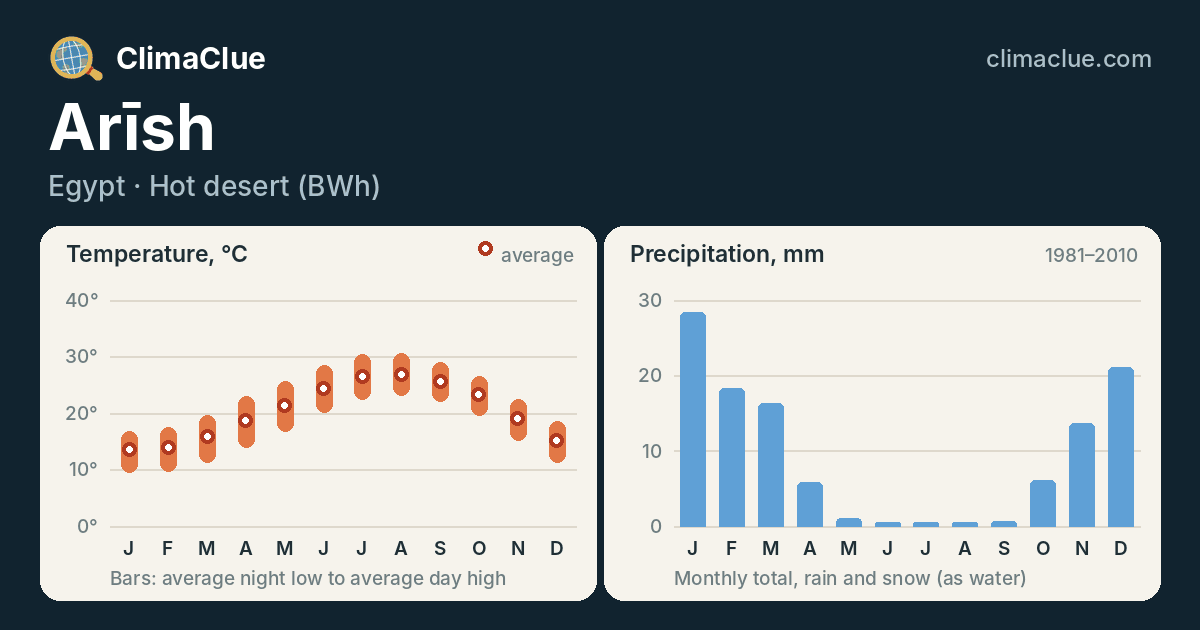 ClimaClue
climaclue.com
Arīsh
Egypt · Hot desert (BWh)
Temperature, °C
average
40°
30°
20°
10°
0°
J F M A M J J A S O N D
Bars: average night low to average day high
Precipitation, mm
1981–2010
30
20
10
0
J F M A M J J A S O N D
Monthly total, rain and snow (as water)